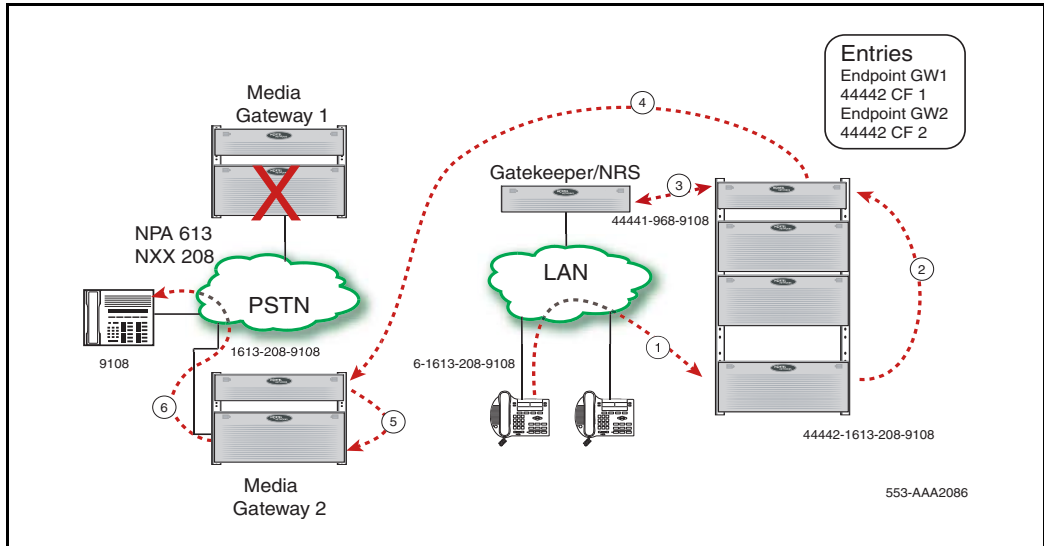 Entries
Endpoint GW1
44442 CF 1
Endpoint GW2
44442 CF 2
Media
Gateway 1
4
Gatekeeper/NRS
3
44441-968-9108
NPA 613
NXX 208
LAN
2
PSTN
9108
1613-208-9108
6-1613-208-9108
1
6
5
44442-1613-208-9108
Media
Gateway 2
553-AAA2086